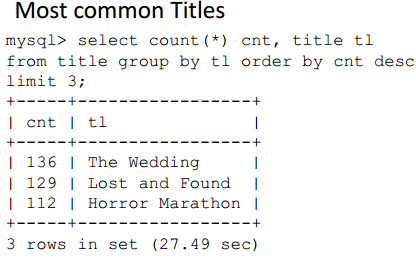 Most common Titles
mysql> select count(*) cnt, title tl
from title group by tl order by cnt desc
limit 3;
+-----+-----------------+
| cnt | tl              |
+-----+-----------------+
| 136 | The Wedding     |
| 129 | Lost and Found  |
| 112 | Horror Marathon |
+-----+-----------------+
3 rows in set (27.49 sec)